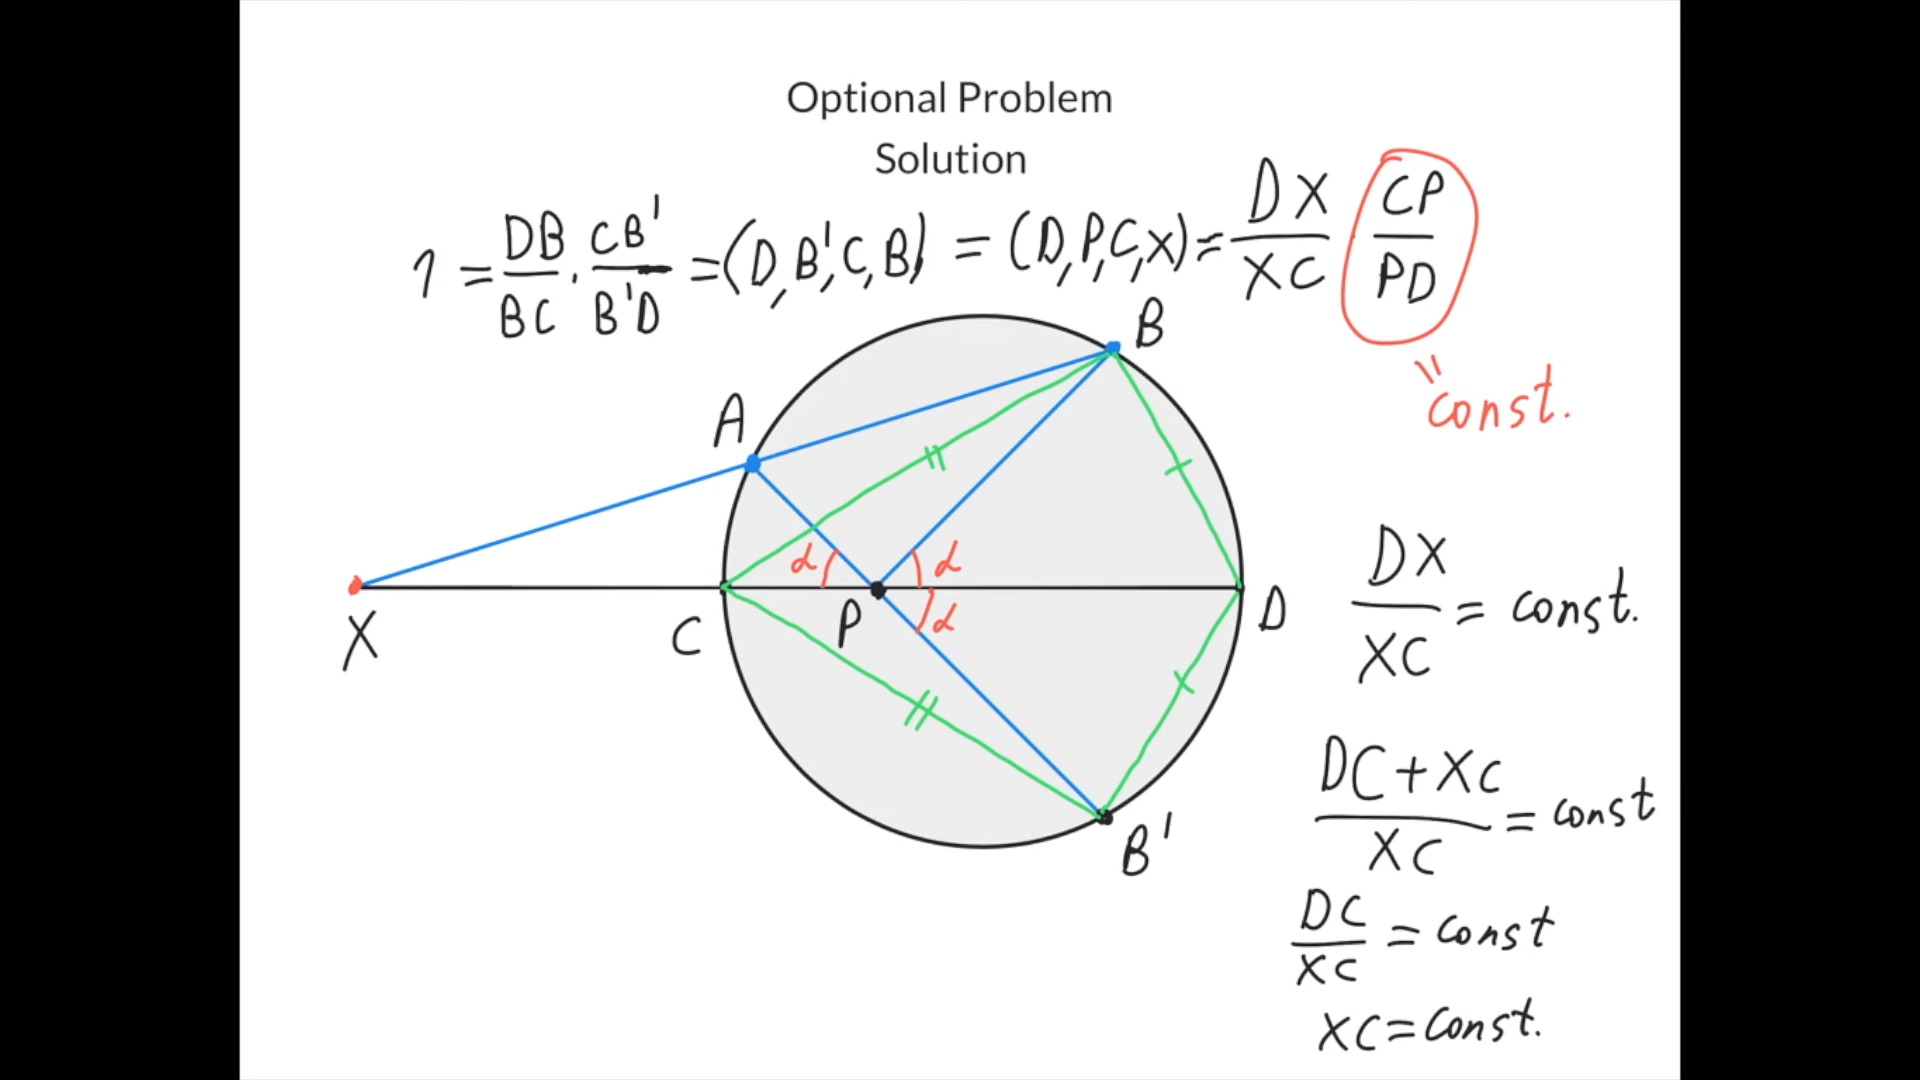 Optional Problem
Solution
1 = DB/BC · CB'/B'D = (D, B', C, B) = (D, P, C, X) = DX/XC · CP/PD
" const.
B
A
α α
α
X C P D
B'
DX/XC = const.
DC+XC/XC = const
DC/XC = const
XC = const.